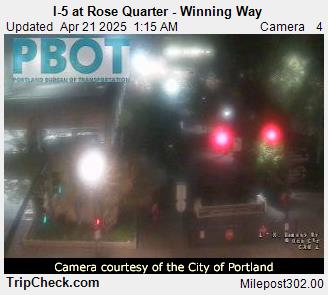 I-5 at Rose Quarter - Winning Way
Updated Apr 21 2025 1:15 AM Camera 4
PBOT
PORTLAND BUREAU OF TRANSPORTATION
Camera courtesy of the City of Portland
TripCheck.com Milepost302.00